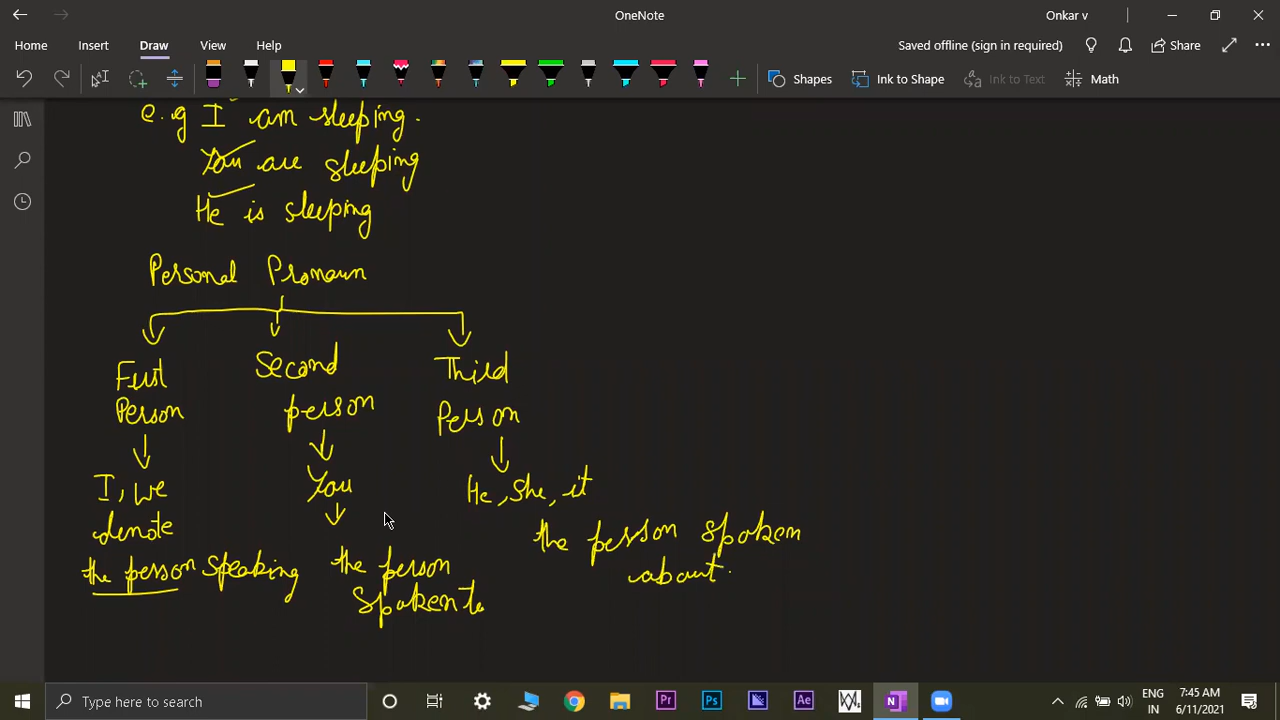 OneNote
Onkar v
Home Insert Draw View Help
Saved offline (sign in required)
Share
Shapes
Ink to Shape
Ink to Text
Math
e.g I am sleeping.
You are sleeping
He is sleeping
Personal Pronoun
First Second Third
Person person Person
I, we You He, She, it
denote the person spoken
the person speaking the person about.
Spoken to
Type here to search
Pr Ps Ae N
ENG 7:45 AM
IN 6/11/2021